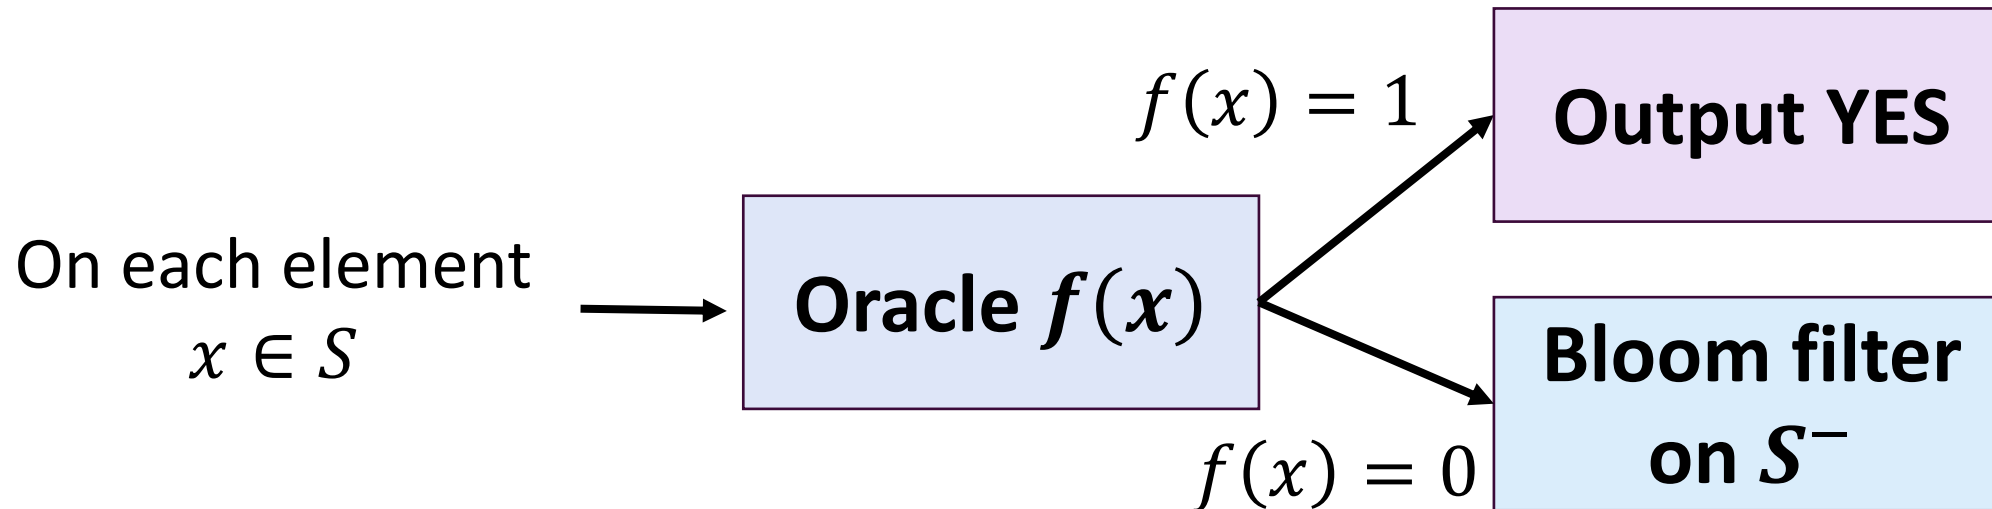 On each element
x ∈ S
Oracle f(x)
f(x) = 1
Output YES
f(x) = 0
Bloom filter
on S⁻